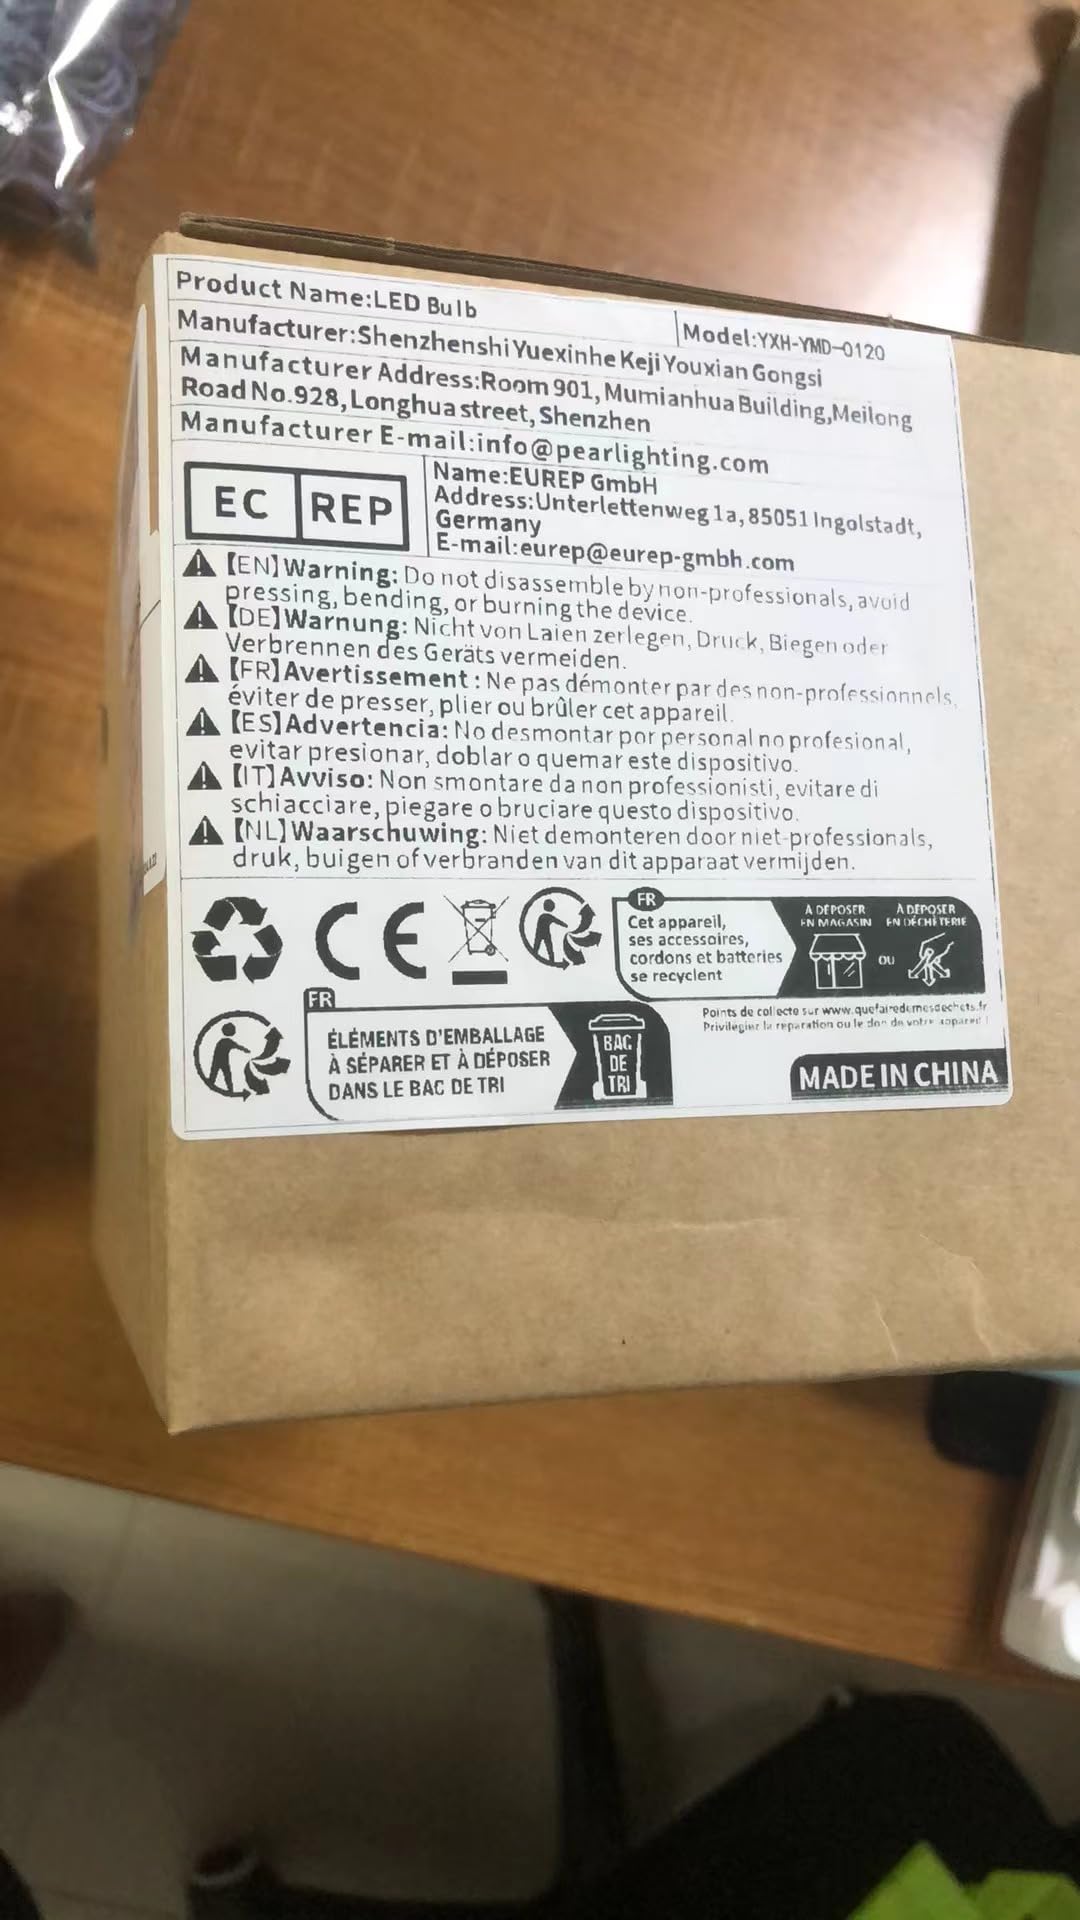 Product Name:LED Bulb
Model:YXH-YMD-0120
Manufacturer:Shenzhenshi Yuexinhe Keji Youxian Gongsi
Manufacturer Address:Room 901, Mumianhua Building,Meilong
Road No.928, Longhua street, Shenzhen
Manufacturer E-mail:info@pearlighting.com
EC REP
Name:EUREP GmbH
Address:Unterlettenweg 1a, 85051 Ingolstadt,
Germany
E-mail:eurep@eurep-gmbh.com
【EN】Warning: Do not disassemble by non-professionals, avoid
pressing, bending, or burning the device.
【DE】Warnung: Nicht von Laien zerlegen, Druck, Biegen oder
Verbrennen des Geräts vermeiden.
【FR】Avertissement : Ne pas démonter par des non-professionnels,
éviter de presser, plier ou brûler cet appareil.
【ES】Advertencia: No desmontar por personal no profesional,
evitar presionar, doblar o quemar este dispositivo.
【IT】Avviso: Non smontare da non professionisti, evitare di
schiacciare, piegare o bruciare questo dispositivo.
【NL】Waarschuwing: Niet demonteren door niet-professionals,
druk, buigen of verbranden van dit apparaat vermijden.
CE
FR
Cet appareil,
ses accessoires,
cordons et batteries
se recyclent
À DÉPOSER
EN MAGASIN
OU
À DÉPOSER
EN DÉCHÈTERIE
Points de collecte sur www.quefairedemesdechets.fr
Privilégier la réparation ou le don de votre appareil !
FR
ÉLÉMENTS D'EMBALLAGE
À SÉPARER ET À DÉPOSER
DANS LE BAC DE TRI
BAC
DE
TRI
MADE IN CHINA